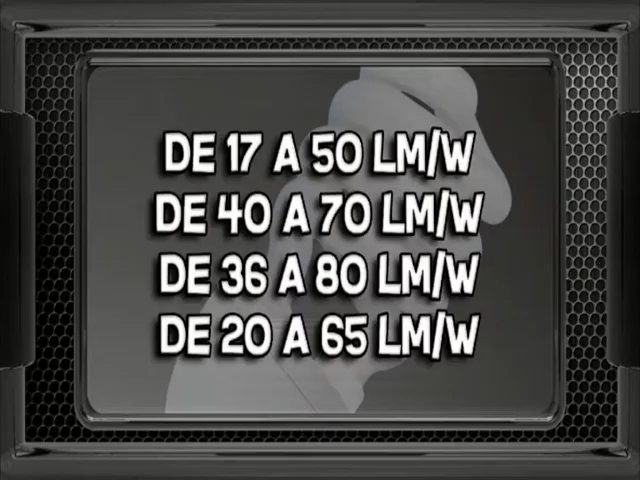 DE 17 A 50 LM/W
DE 40 A 70 LM/W
DE 36 A 80 LM/W
DE 20 A 65 LM/W